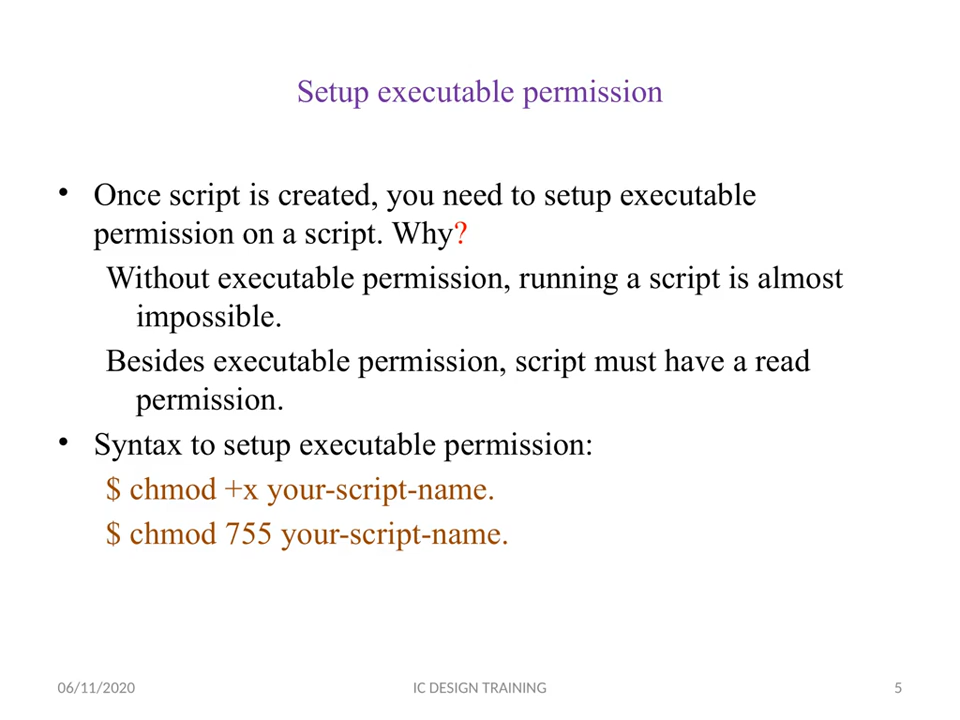 Setup executable permission
• Once script is created, you need to setup executable
permission on a script. Why?
Without executable permission, running a script is almost
impossible.
Besides executable permission, script must have a read
permission.
• Syntax to setup executable permission:
$ chmod +x your-script-name.
$ chmod 755 your-script-name.
06/11/2020 IC DESIGN TRAINING 5